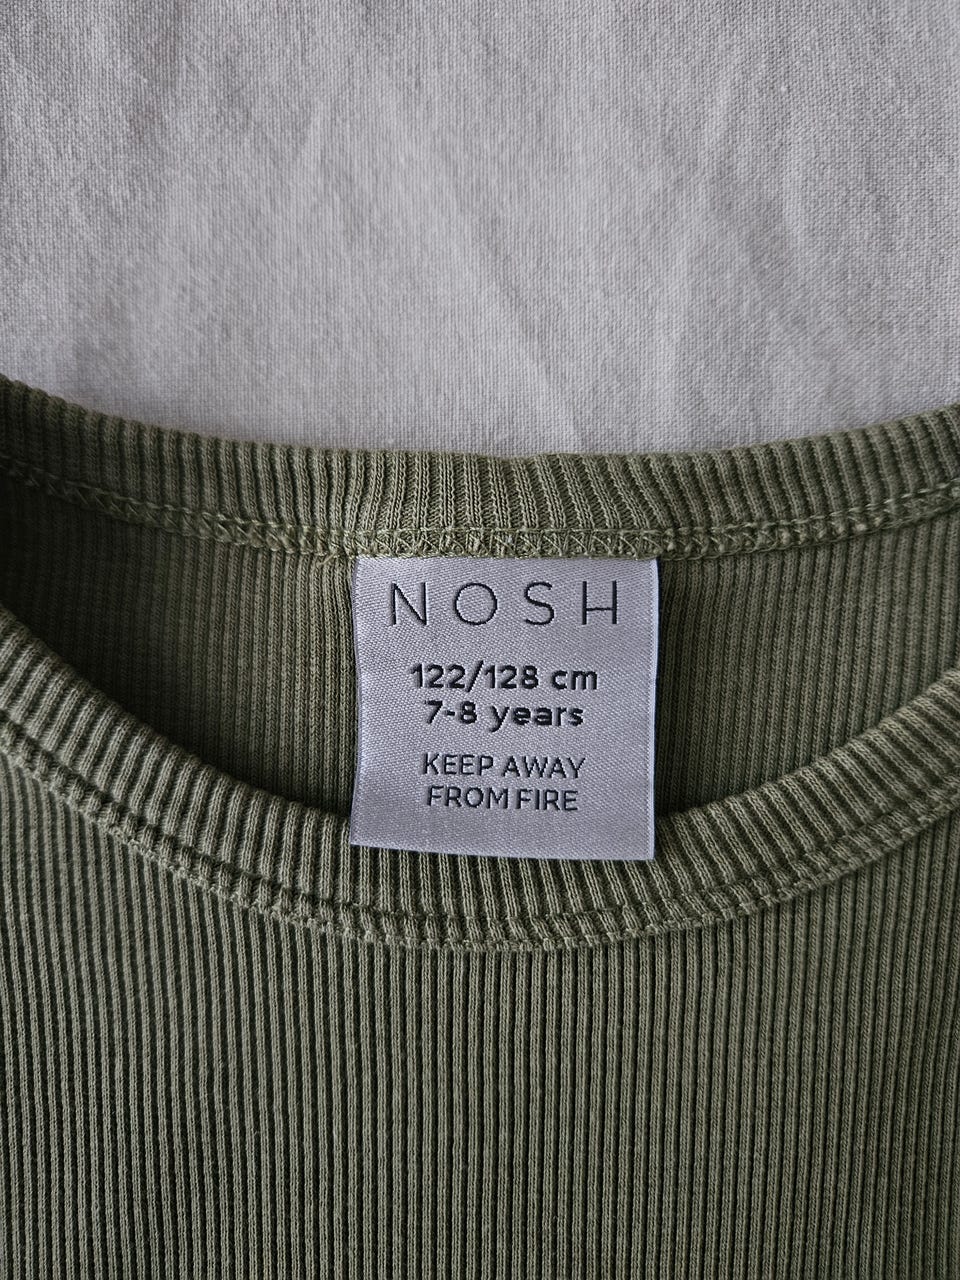 NOSH
122/128 cm
7-8 years
KEEP AWAY
FROM FIRE